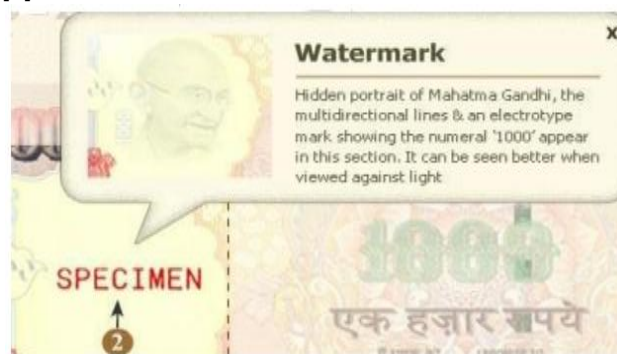 x
Watermark
Hidden portrait of Mahatma Gandhi, the
multidirectional lines & an electrotype
mark showing the numeral '1000' appear
in this section. It can be seen better when
viewed against light
1000
SPECIMEN
एक हज़ार रुपये
2